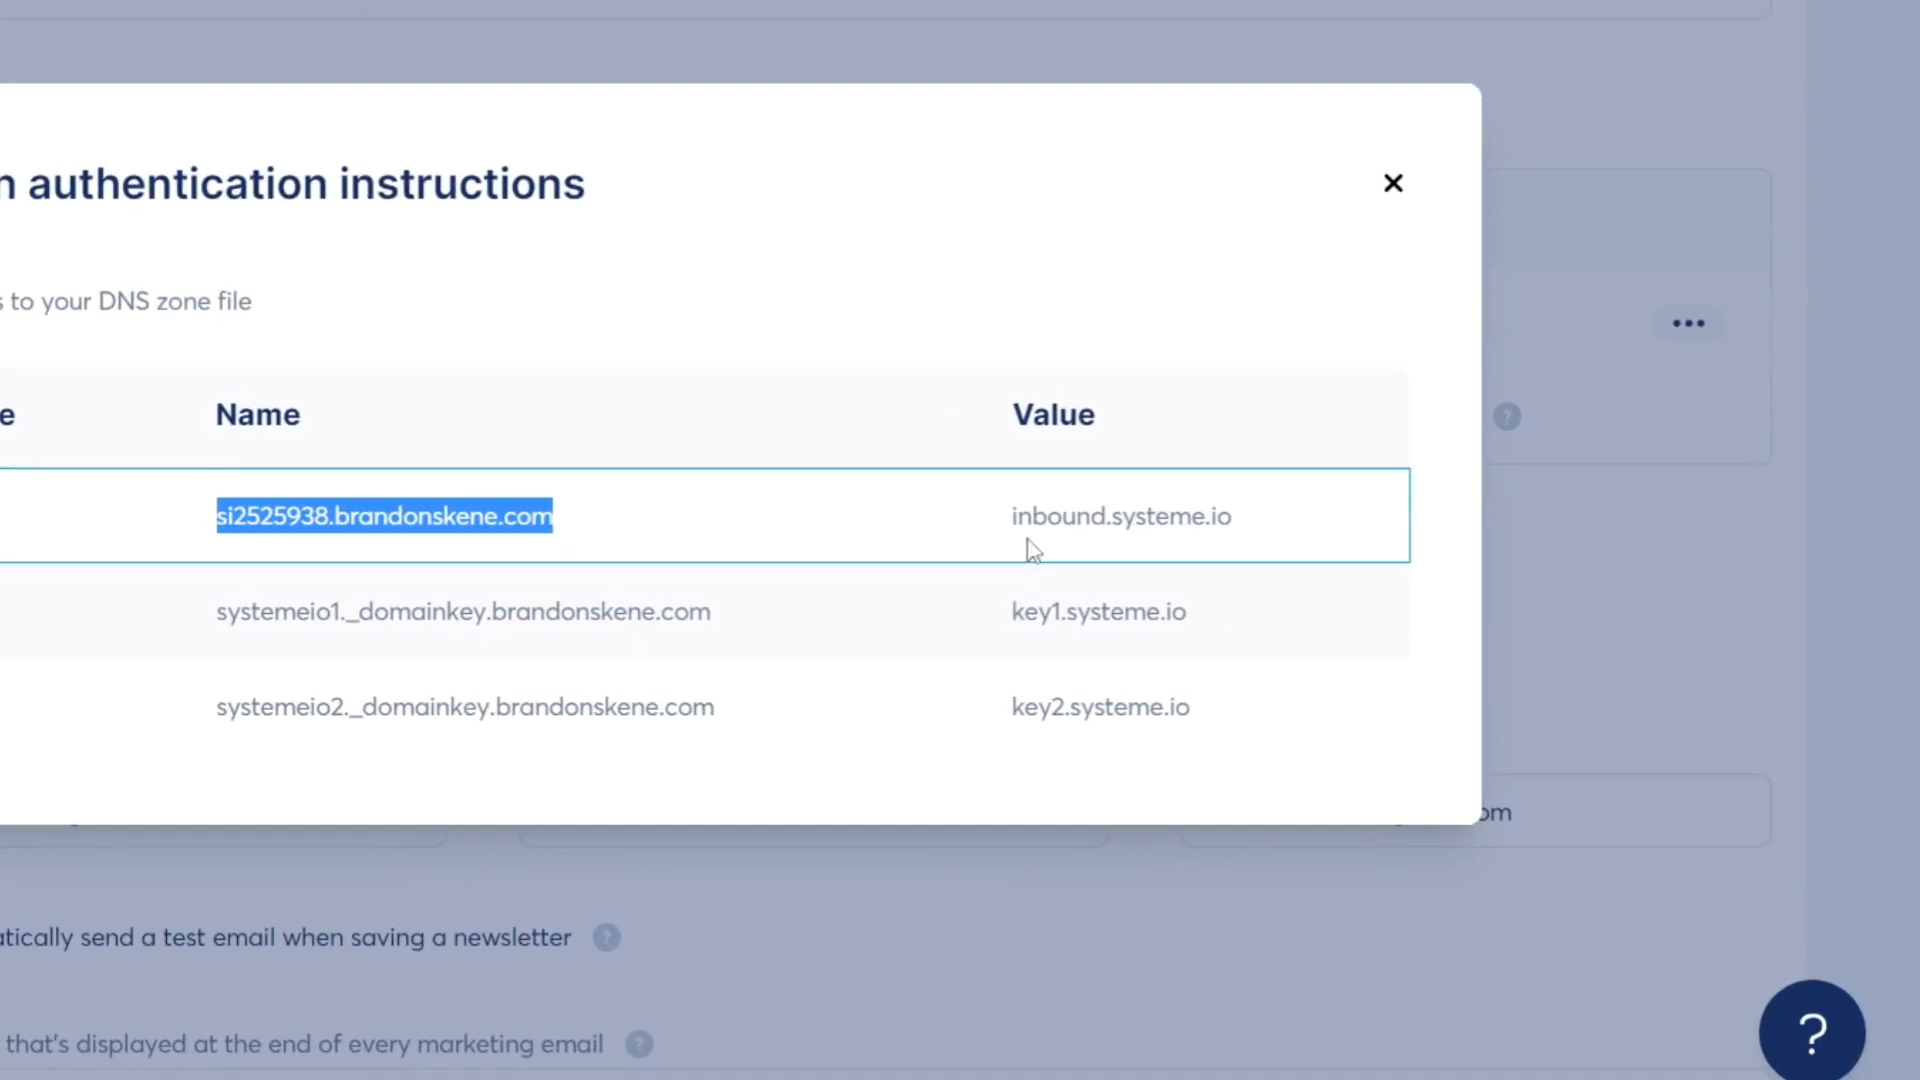 n authentication instructions
s to your DNS zone file
e Name Value
si2525938.brandonskene.com inbound.systeme.io
systemeio1._domainkey.brandonskene.com key1.systeme.io
systemeio2._domainkey.brandonskene.com key2.systeme.io
om
atically send a test email when saving a newsletter ?
that's displayed at the end of every marketing email ?
?
?